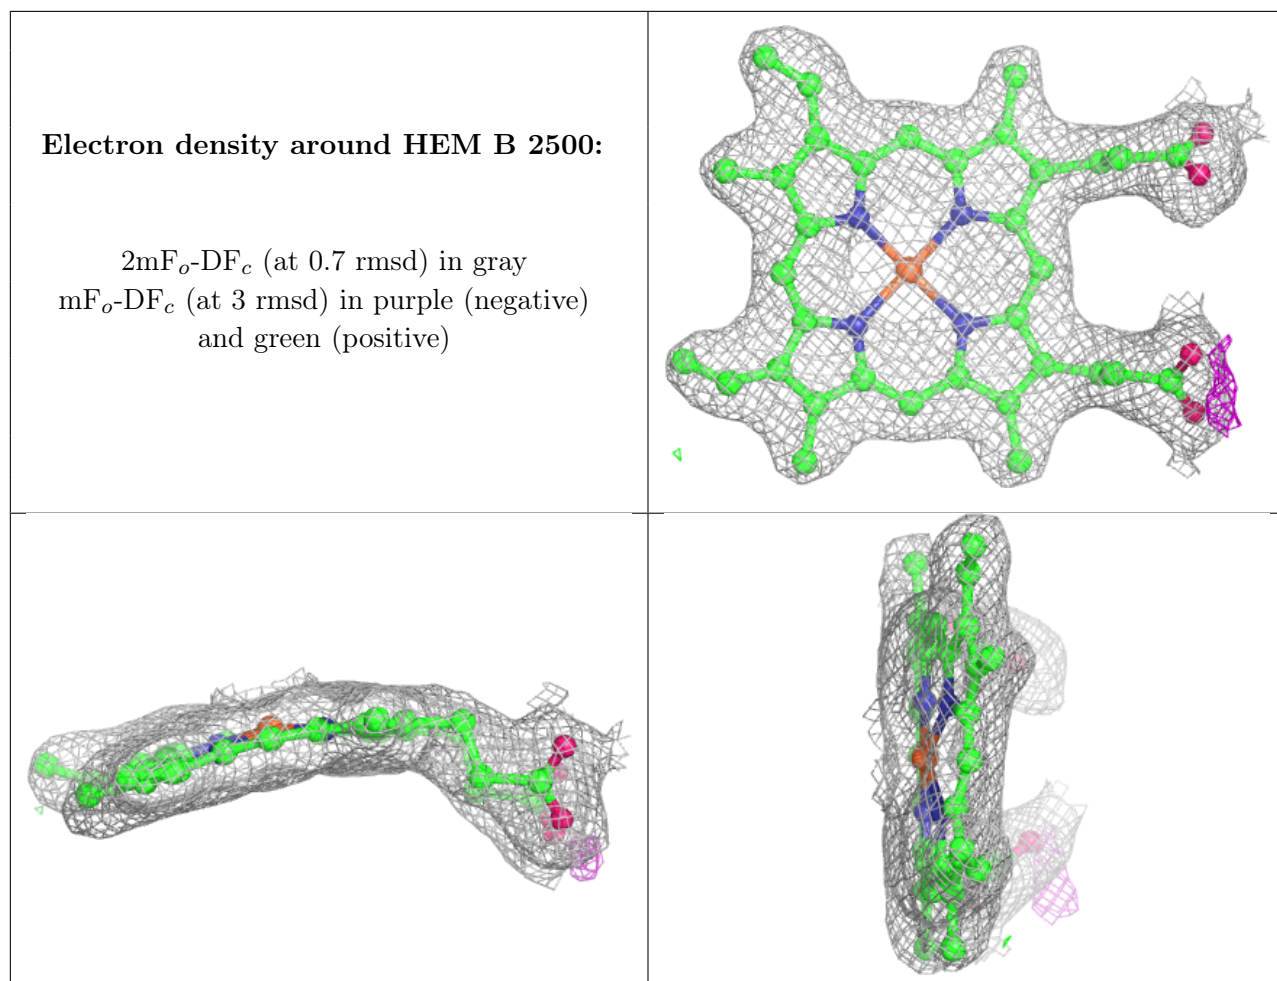 Electron density around HEM B 2500:
2mFo-DFc (at 0.7 rmsd) in gray
mFo-DFc (at 3 rmsd) in purple (negative)
and green (positive)